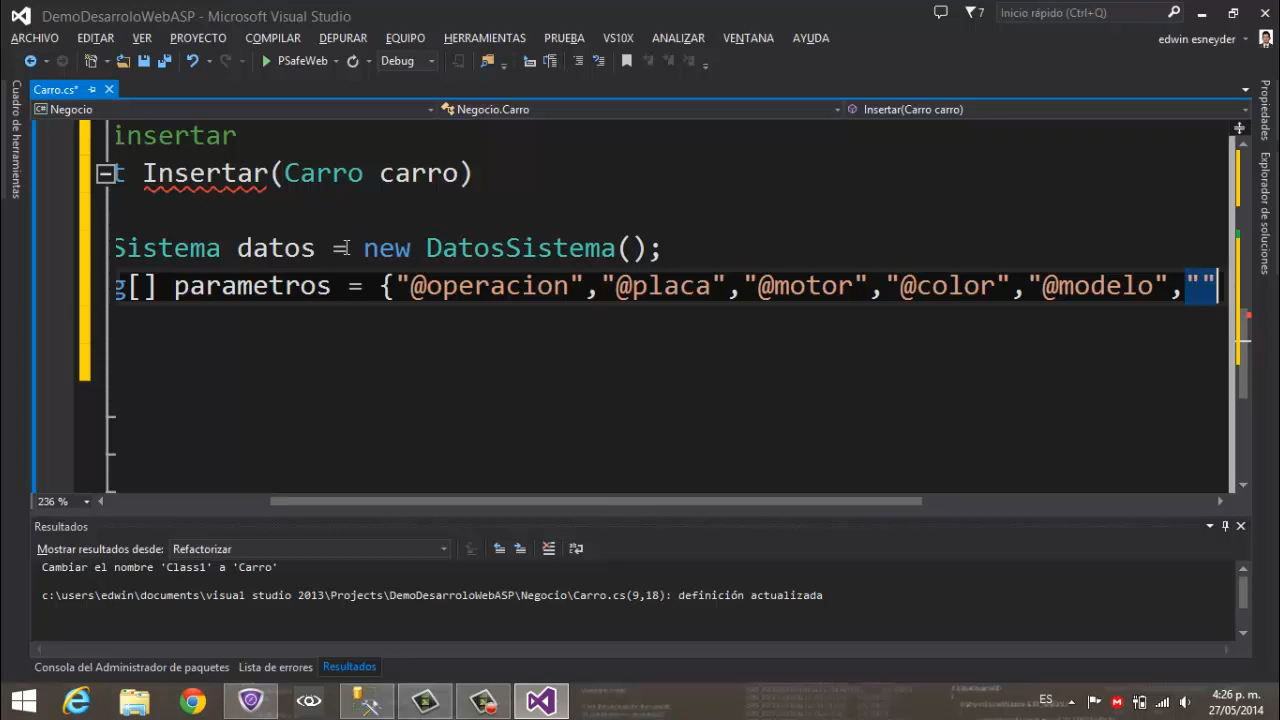 DemoDesarroloWebASP - Microsoft Visual Studio
7
Inicio rápido (Ctrl+Q)
ARCHIVO EDITAR VER PROYECTO COMPILAR DEPURAR EQUIPO HERRAMIENTAS PRUEBA VS10X ANALIZAR VENTANA AYUDA
edwin esneyder
PSafeWeb
Debug
Carro.cs*
Negocio
Negocio.Carro
Insertar(Carro carro)
Cuadro de herramientas
Propiedades
Explorador de soluciones
insertar
t Insertar(Carro carro)
Sistema datos = new DatosSistema();
g[] parametros = {"@operacion","@placa","@motor","@color","@modelo",""
236 %
Resultados
Mostrar resultados desde: Refactorizar
Cambiar el nombre 'Class1' a 'Carro'
c:\users\edwin\documents\visual studio 2013\Projects\DemoDesarroloWebASP\Negocio\Carro.cs(9,18): definición actualizada
Consola del Administrador de paquetes
Lista de errores
Resultados
ES
4:26 p. m.
27/05/2014